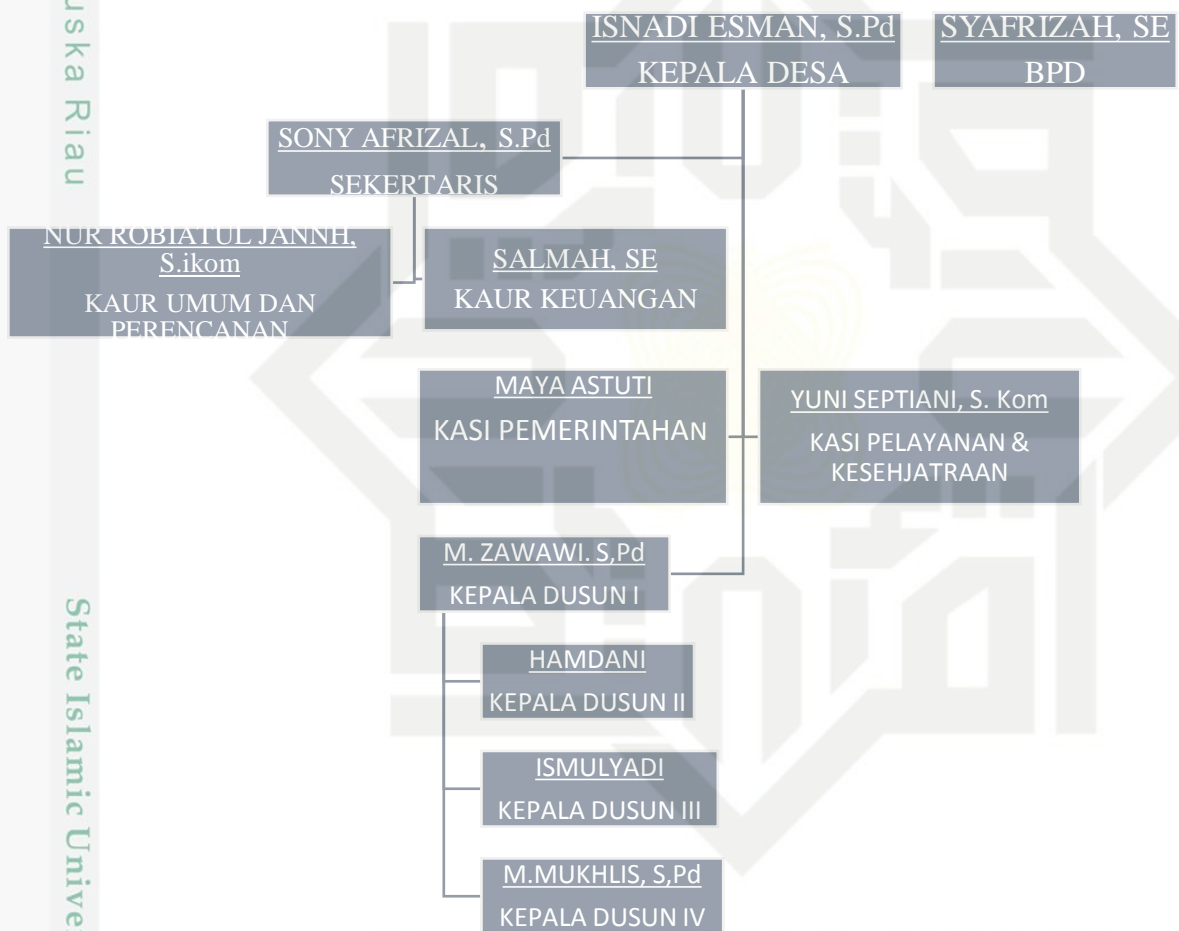 ISNADI ESMAN, S.Pd
KEPALA DESA
SYAFRIZAH, SE
BPD
SONY AFRIZAL, S.Pd
SEKERTARIS
NUR ROBIATUL JANNH,
S.ikom
KAUR UMUM DAN
PERENCANAN
SALMAH, SE
KAUR KEUANGAN
MAYA ASTUTI
KASI PEMERINTAHAN
YUNI SEPTIANI, S. Kom
KASI PELAYANAN &
KESEHJATRAAN
M. ZAWAWI. S,Pd
KEPALA DUSUN I
HAMDANI
KEPALA DUSUN II
ISMULYADI
KEPALA DUSUN III
M.MUKHLIS, S,Pd
KEPALA DUSUN IV
uska Riau
State Islamic Unive